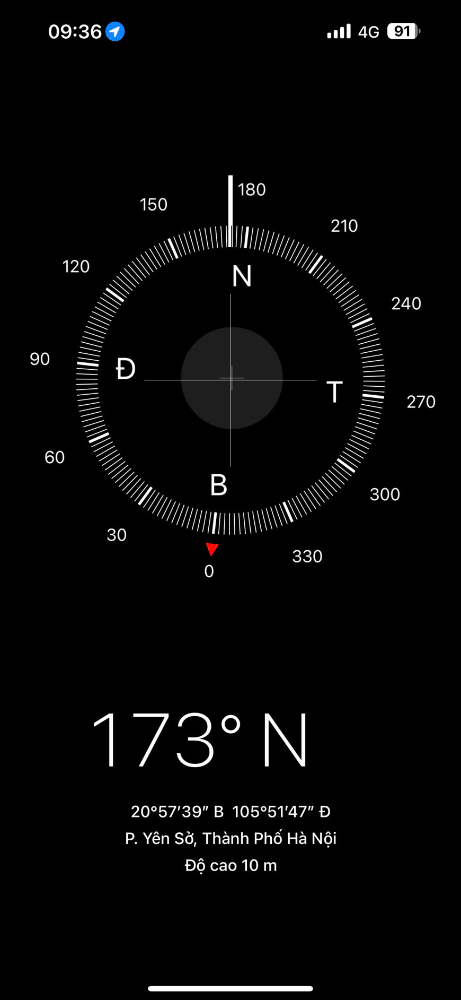 09:36 4G 91
150 180
210
120
N
240
90 Đ
T 270
60
B
300
30
330
0
173° N
20°57’39” B 105°51’47” Đ
P. Yên Sở, Thành Phố Hà Nội
Độ cao 10 m